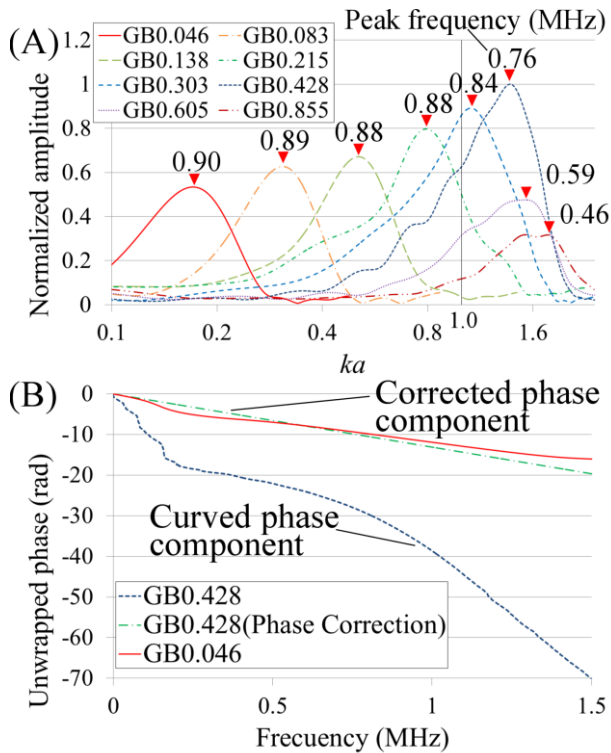 (A)
1.2
1
0.8
0.6
0.4
0.2
0
Normalized amplitude
GB0.046 GB0.083
GB0.138 GB0.215
GB0.303 GB0.428
GB0.605 GB0.855
Peak frequency (MHz)
0.90
0.89
0.88
0.88
0.84
0.76
0.59
0.46
0.1 0.2 0.4 0.8 1.0 1.6
ka
(B)
0
-10
-20
-30
-40
-50
-60
-70
Unwrapped phase (rad)
Corrected phase
component
Curved phase
component
GB0.428
GB0.428(Phase Correction)
GB0.046
0 0.5 1 1.5
Frecuency (MHz)